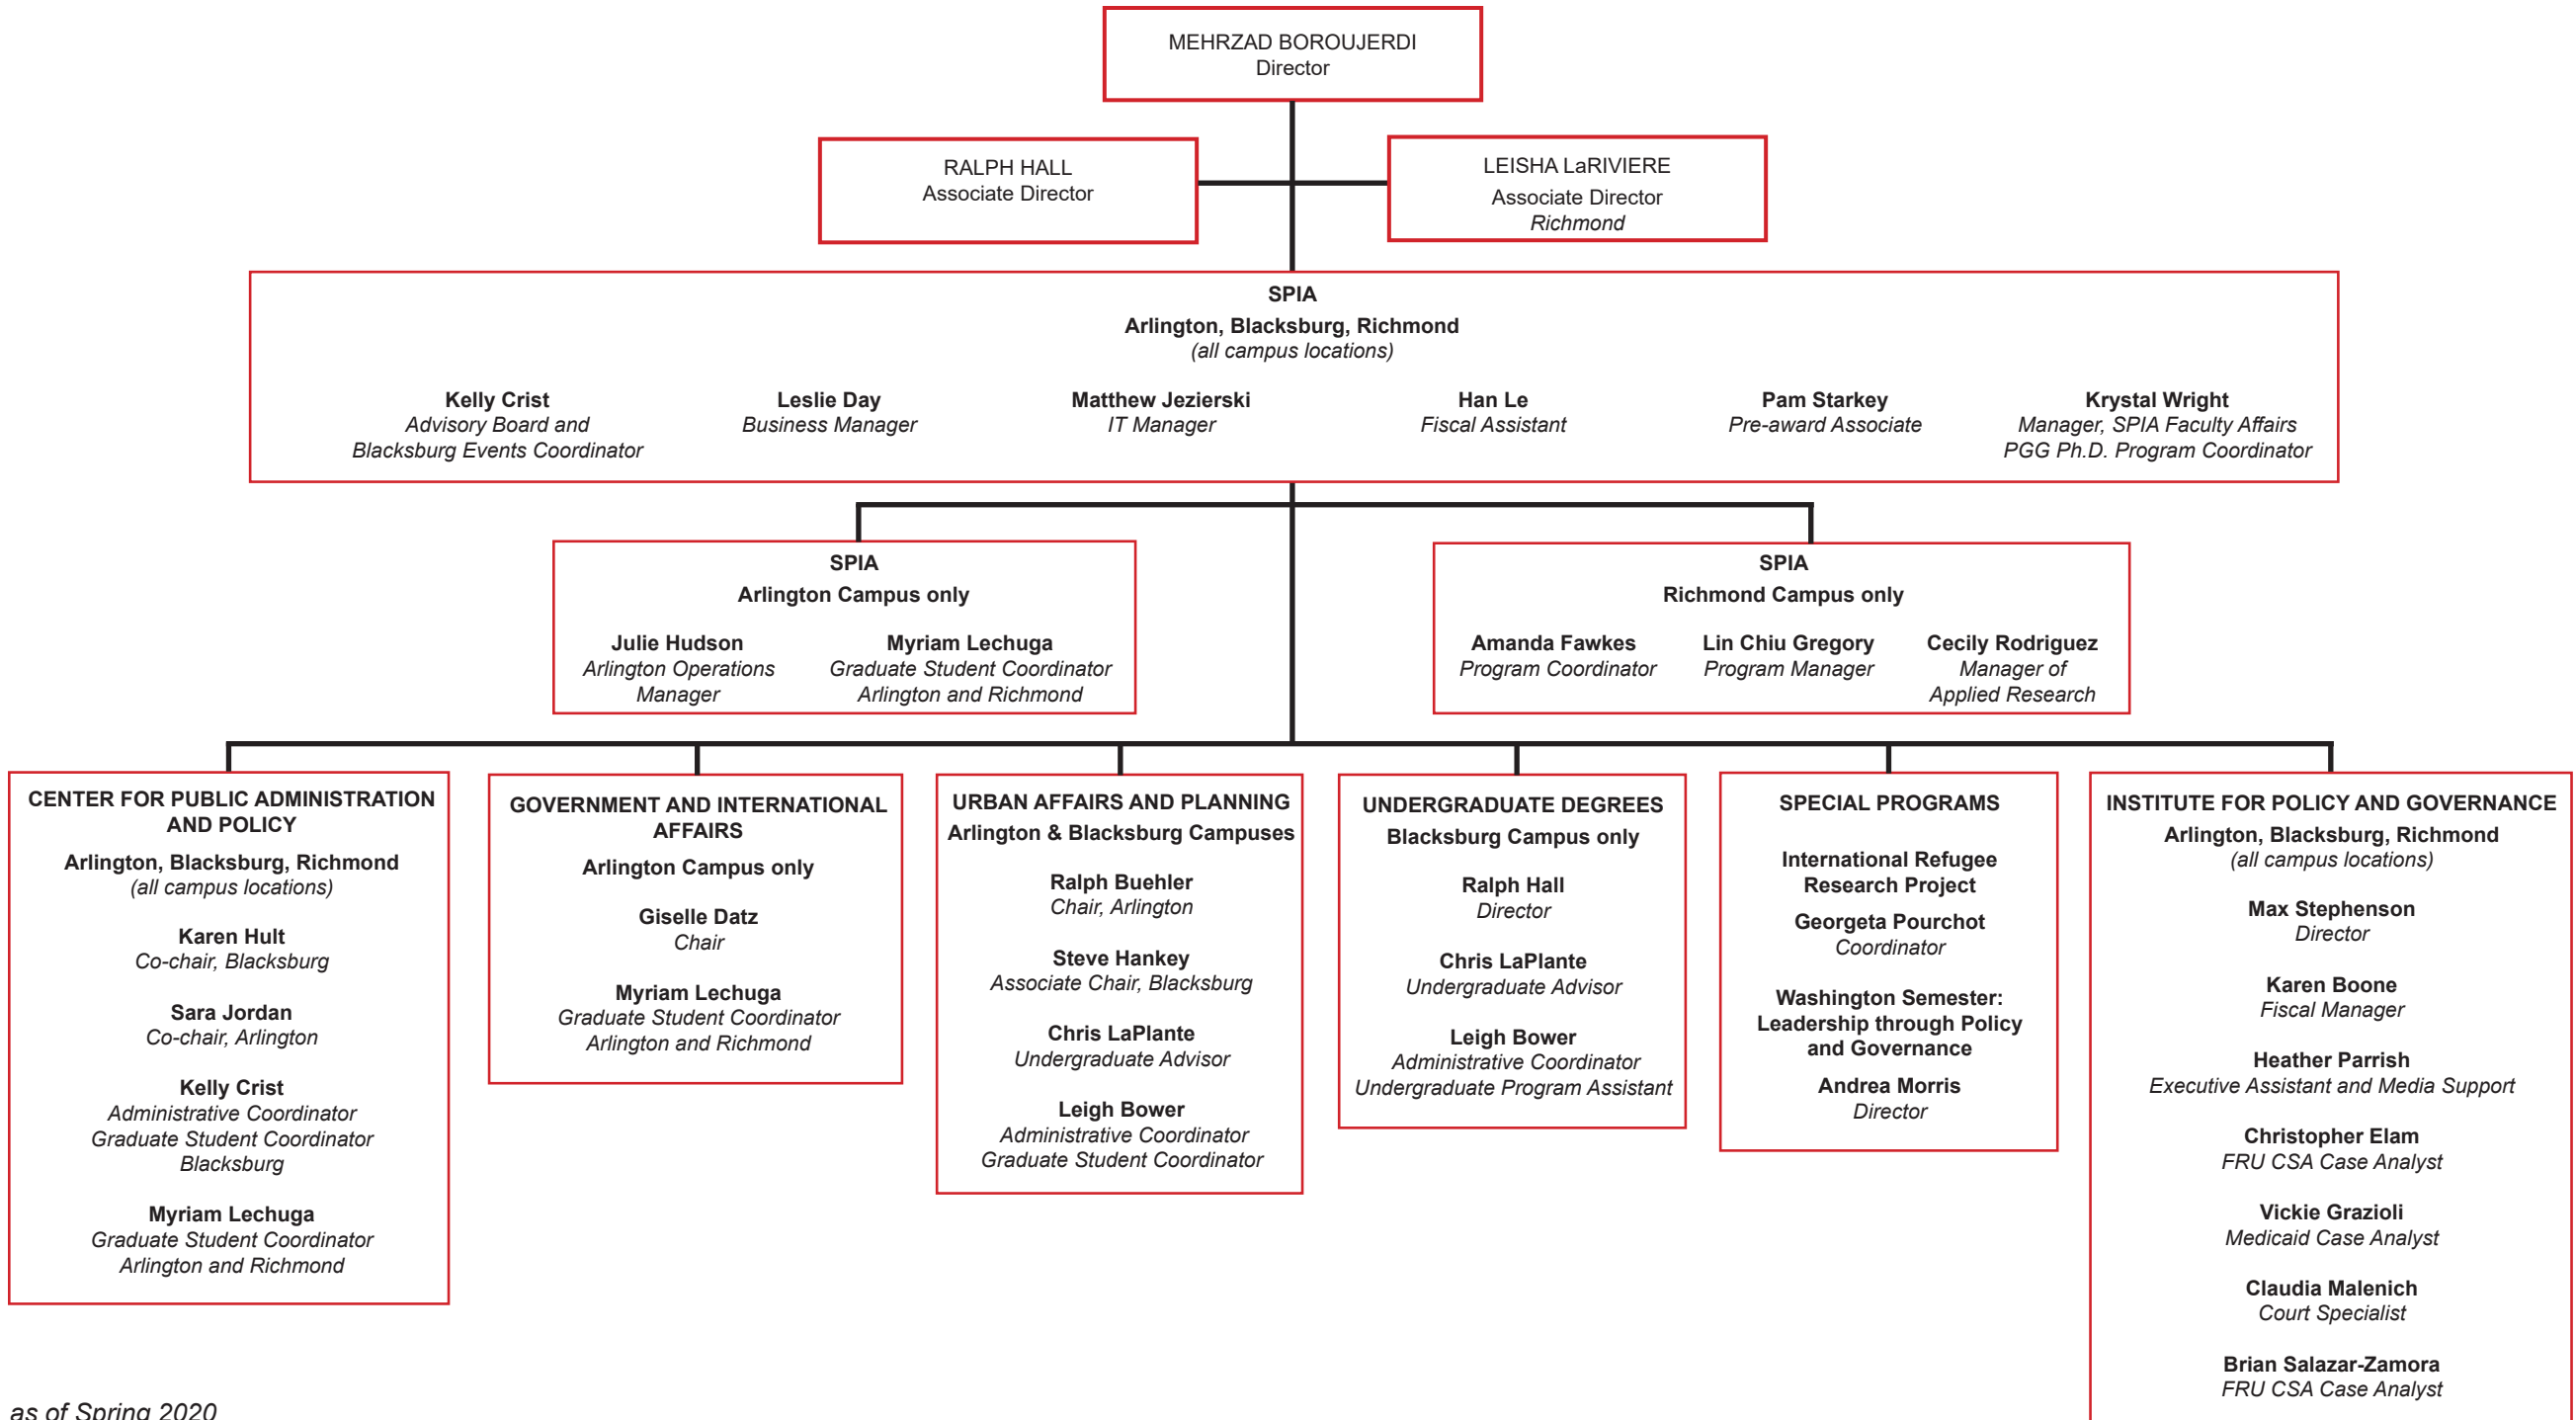 MEHRZAD BOROUJERDI
Director
RALPH HALL
Associate Director
LEISHA LaRIVIERE
Associate Director
Richmond
SPIA
Arlington, Blacksburg, Richmond
(all campus locations)
Kelly Crist
Advisory Board and
Blacksburg Events Coordinator
Leslie Day
Business Manager
Matthew Jezierski
IT Manager
Han Le
Fiscal Assistant
Pam Starkey
Pre-award Associate
Krystal Wright
Manager, SPIA Faculty Affairs
PGG Ph.D. Program Coordinator
SPIA
Arlington Campus only
Julie Hudson
Arlington Operations
Manager
Myriam Lechuga
Graduate Student Coordinator
Arlington and Richmond
SPIA
Richmond Campus only
Amanda Fawkes
Program Coordinator
Lin Chiu Gregory
Program Manager
Cecily Rodriguez
Manager of
Applied Research
CENTER FOR PUBLIC ADMINISTRATION
AND POLICY
Arlington, Blacksburg, Richmond
(all campus locations)
Karen Hult
Co-chair, Blacksburg
Sara Jordan
Co-chair, Arlington
Kelly Crist
Administrative Coordinator
Graduate Student Coordinator
Blacksburg
Myriam Lechuga
Graduate Student Coordinator
Arlington and Richmond
GOVERNMENT AND INTERNATIONAL
AFFAIRS
Arlington Campus only
Giselle Datz
Chair
Myriam Lechuga
Graduate Student Coordinator
Arlington and Richmond
URBAN AFFAIRS AND PLANNING
Arlington & Blacksburg Campuses
Ralph Buehler
Chair, Arlington
Steve Hankey
Associate Chair, Blacksburg
Chris LaPlante
Undergraduate Advisor
Leigh Bower
Administrative Coordinator
Graduate Student Coordinator
UNDERGRADUATE DEGREES
Blacksburg Campus only
Ralph Hall
Director
Chris LaPlante
Undergraduate Advisor
Leigh Bower
Administrative Coordinator
Undergraduate Program Assistant
SPECIAL PROGRAMS
International Refugee
Research Project
Georgeta Pourchot
Coordinator
Washington Semester:
Leadership through Policy
and Governance
Andrea Morris
Director
INSTITUTE FOR POLICY AND GOVERNANCE
Arlington, Blacksburg, Richmond
(all campus locations)
Max Stephenson
Director
Karen Boone
Fiscal Manager
Heather Parrish
Executive Assistant and Media Support
Christopher Elam
FRU CSA Case Analyst
Vickie Grazioli
Medicaid Case Analyst
Claudia Malenich
Court Specialist
Brian Salazar-Zamora
FRU CSA Case Analyst
as of Spring 2020